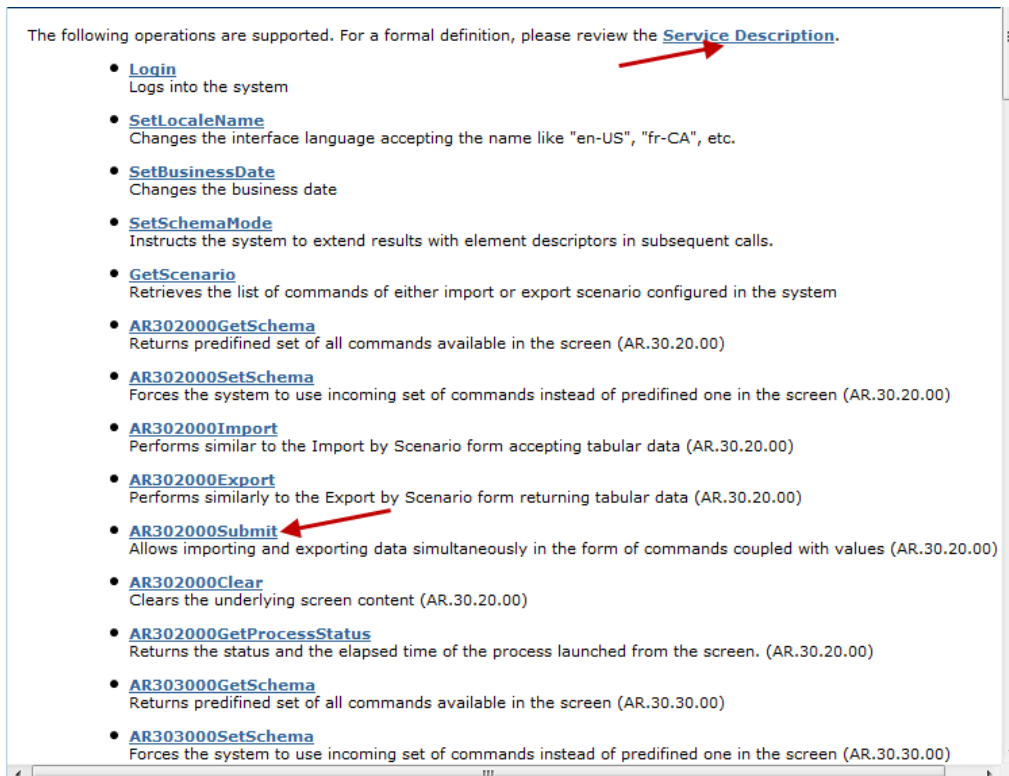 The following operations are supported. For a formal definition, please review the Service Description.
Login
Logs into the system
SetLocaleName
Changes the interface language accepting the name like "en-US", "fr-CA", etc.
SetBusinessDate
Changes the business date
SetSchemaMode
Instructs the system to extend results with element descriptors in subsequent calls.
GetScenario
Retrieves the list of commands of either import or export scenario configured in the system
AR302000GetSchema
Returns predifined set of all commands available in the screen (AR.30.20.00)
AR302000SetSchema
Forces the system to use incoming set of commands instead of predifined one in the screen (AR.30.20.00)
AR302000Import
Performs similar to the Import by Scenario form accepting tabular data (AR.30.20.00)
AR302000Export
Performs similarly to the Export by Scenario form returning tabular data (AR.30.20.00)
AR302000Submit
Allows importing and exporting data simultaneously in the form of commands coupled with values (AR.30.20.00)
AR302000Clear
Clears the underlying screen content (AR.30.20.00)
AR302000GetProcessStatus
Returns the status and the elapsed time of the process launched from the screen. (AR.30.20.00)
AR303000GetSchema
Returns predifined set of all commands available in the screen (AR.30.30.00)
AR303000SetSchema
Forces the system to use incoming set of commands instead of predifined one in the screen (AR.30.30.00)